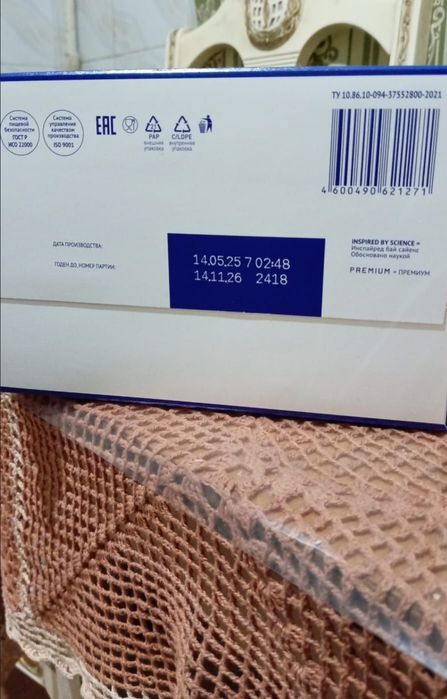 ТУ 10.86.10-094-37552800-2021
Система
пищевой
безопасности
ГОСТ Р
ИСО 22000
Система
управления
качеством
производства
ISO 9001
EAC
PAP
внешняя
упаковка
C/LDPE
внутренняя
упаковка
4 600490 621271
ДАТА ПРОИЗВОДСТВА:
ГОДЕН ДО, НОМЕР ПАРТИИ:
14.05.25 7 02:48
14.11.26 2418
INSPIRED BY SCIENCE =
Инспайред бай сайенс
Обосновано наукой
PREMIUM = ПРЕМИУМ